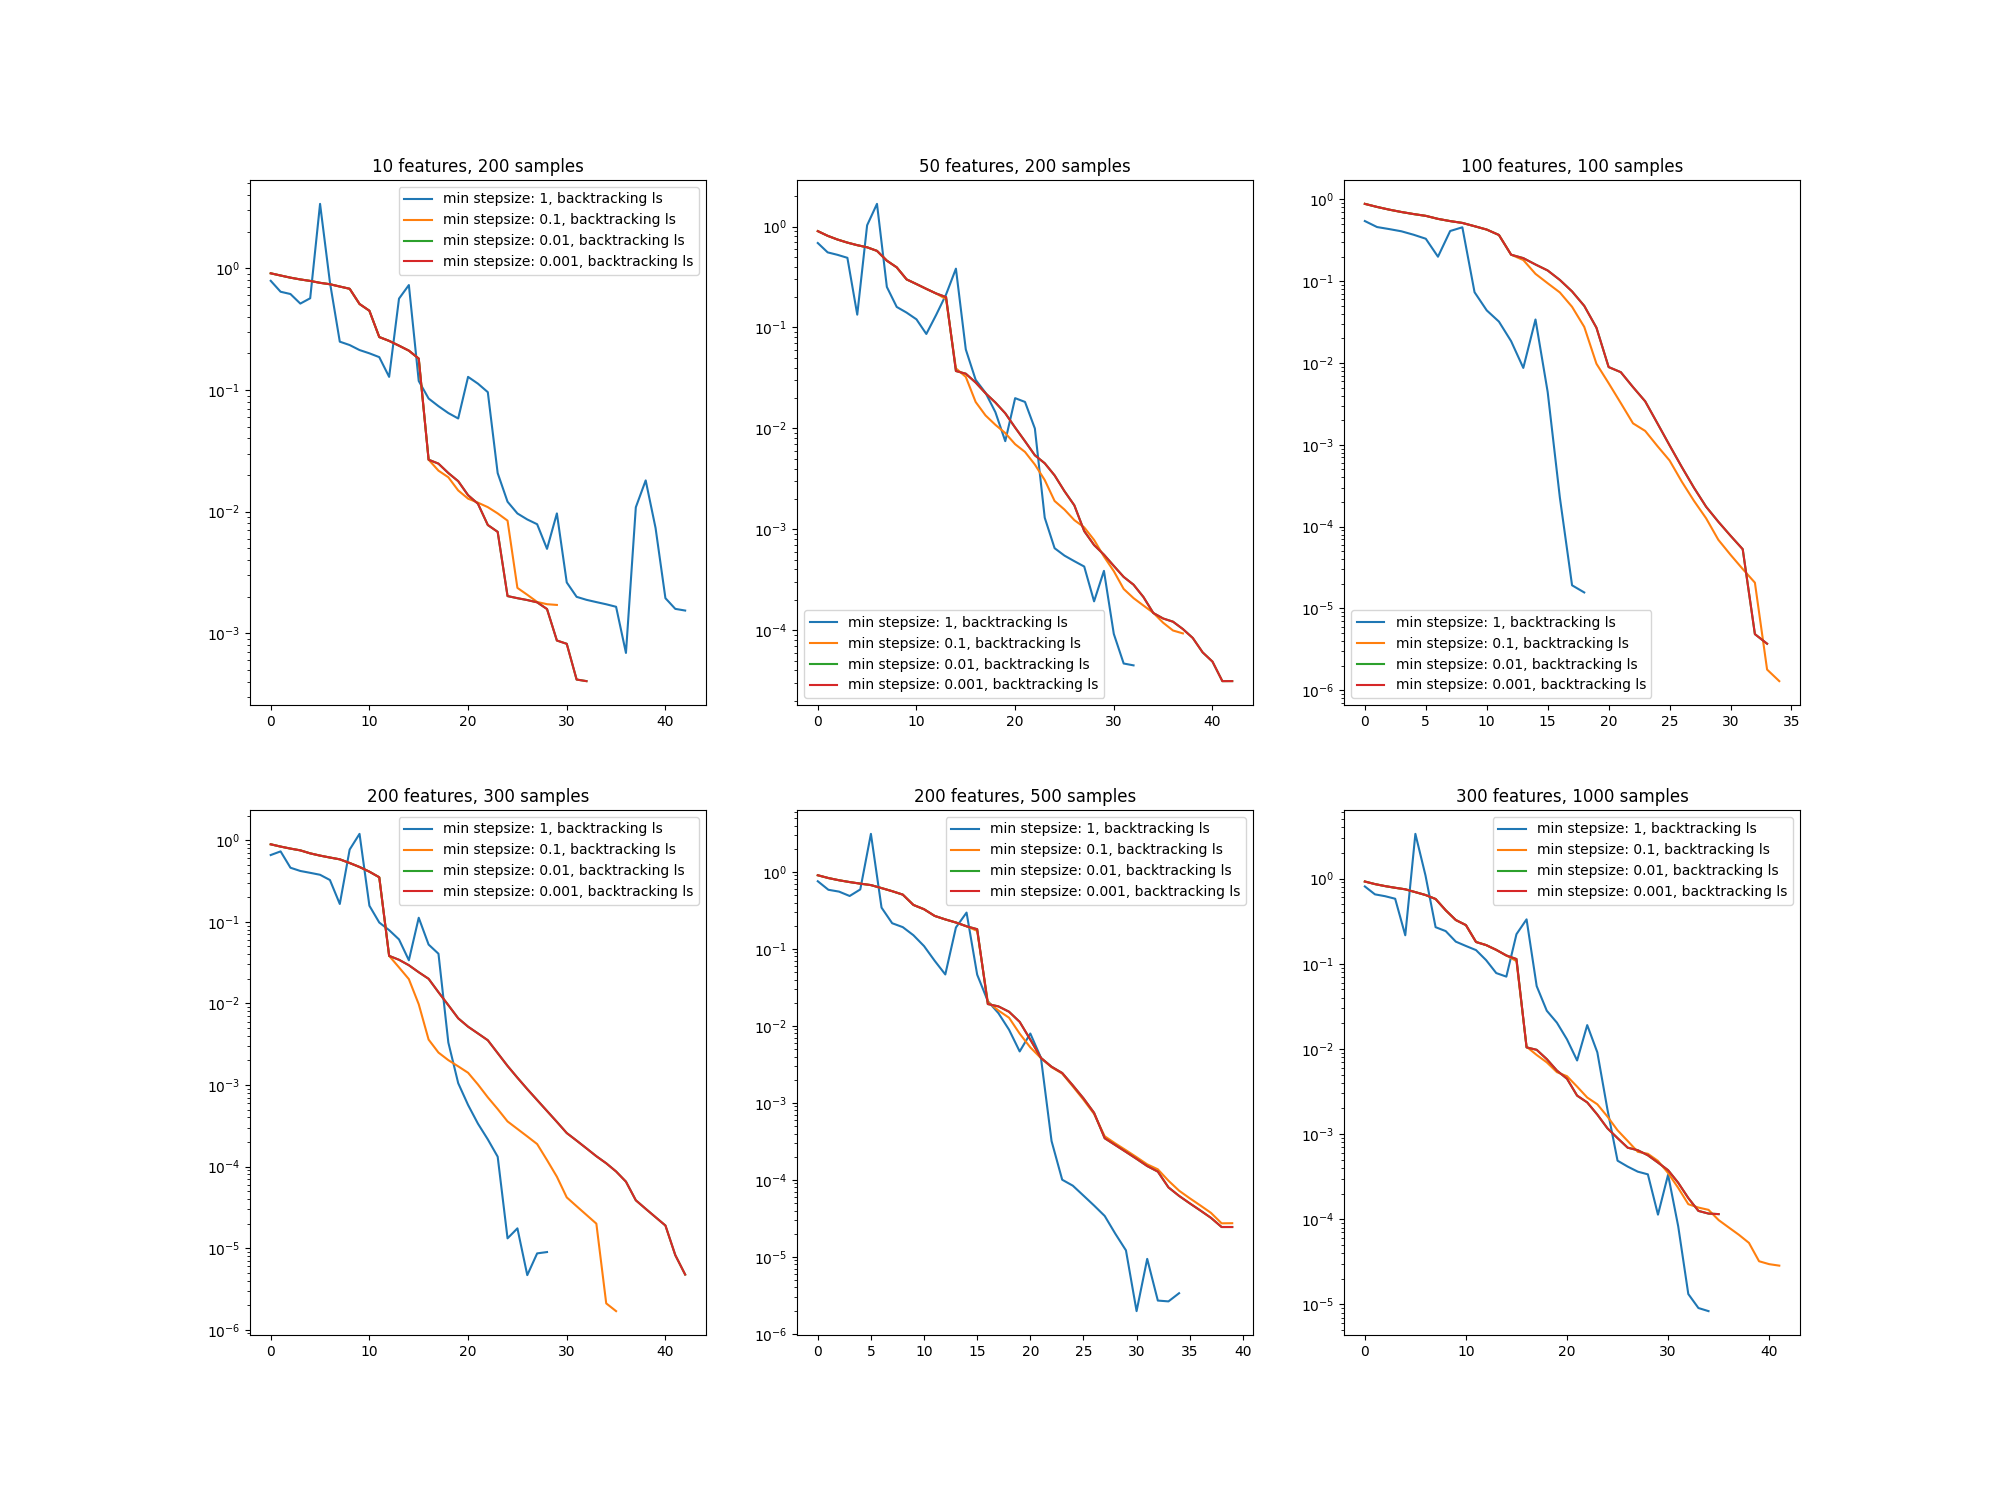 10 features, 200 samples
min stepsize: 1, backtracking ls
min stepsize: 0.1, backtracking ls
min stepsize: 0.01, backtracking ls
min stepsize: 0.001, backtracking ls
10⁰
10⁻¹
10⁻²
10⁻³
0 10 20 30 40
50 features, 200 samples
10⁰
10⁻¹
10⁻²
10⁻³
10⁻⁴
min stepsize: 1, backtracking ls
min stepsize: 0.1, backtracking ls
min stepsize: 0.01, backtracking ls
min stepsize: 0.001, backtracking ls
0 10 20 30 40
100 features, 100 samples
10⁰
10⁻¹
10⁻²
10⁻³
10⁻⁴
10⁻⁵
10⁻⁶
min stepsize: 1, backtracking ls
min stepsize: 0.1, backtracking ls
min stepsize: 0.01, backtracking ls
min stepsize: 0.001, backtracking ls
0 5 10 15 20 25 30 35
200 features, 300 samples
min stepsize: 1, backtracking ls
min stepsize: 0.1, backtracking ls
min stepsize: 0.01, backtracking ls
min stepsize: 0.001, backtracking ls
10⁰
10⁻¹
10⁻²
10⁻³
10⁻⁴
10⁻⁵
10⁻⁶
0 10 20 30 40
200 features, 500 samples
min stepsize: 1, backtracking ls
min stepsize: 0.1, backtracking ls
min stepsize: 0.01, backtracking ls
min stepsize: 0.001, backtracking ls
10⁰
10⁻¹
10⁻²
10⁻³
10⁻⁴
10⁻⁵
10⁻⁶
0 5 10 15 20 25 30 35 40
300 features, 1000 samples
min stepsize: 1, backtracking ls
min stepsize: 0.1, backtracking ls
min stepsize: 0.01, backtracking ls
min stepsize: 0.001, backtracking ls
10⁰
10⁻¹
10⁻²
10⁻³
10⁻⁴
10⁻⁵
0 10 20 30 40